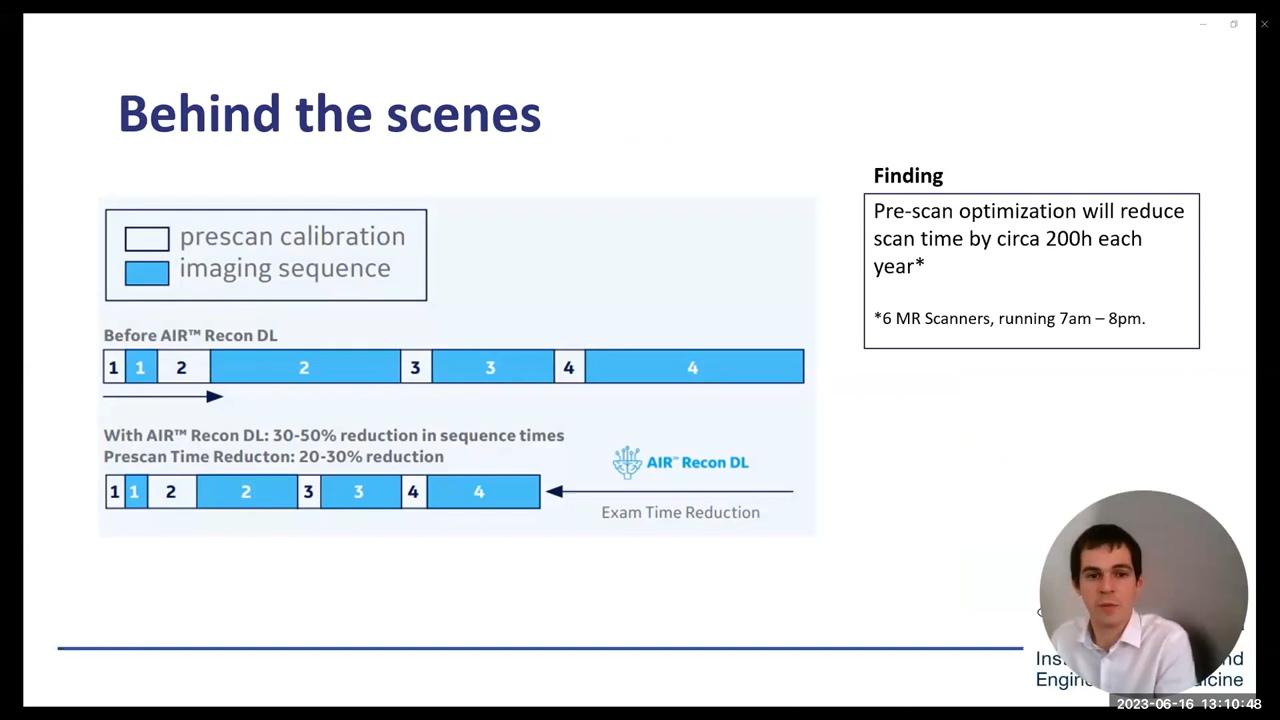 Behind the scenes
Finding
Pre-scan optimization will reduce
scan time by circa 200h each
year*
*6 MR Scanners, running 7am – 8pm.
prescan calibration
imaging sequence
Before AIR™ Recon DL
1 1 2 2 3 3 4 4
With AIR™ Recon DL: 30-50% reduction in sequence times
Prescan Time Reducton: 20-30% reduction
AIR™ Recon DL
1 1 2 2 3 3 4 4
Exam Time Reduction
2023-06-16 13:10:48